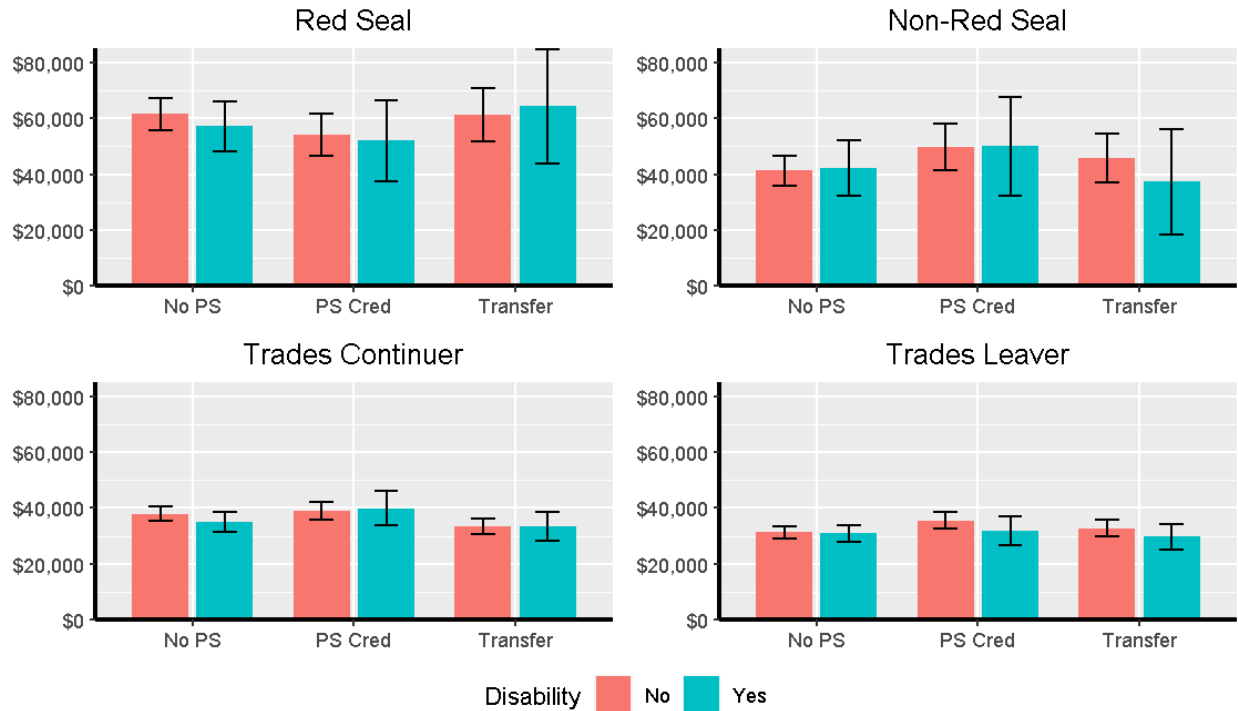 Red Seal
Non-Red Seal
$80,000
$60,000
$40,000
$20,000
$0
No PS PS Cred Transfer
$80,000
$60,000
$40,000
$20,000
$0
No PS PS Cred Transfer
Trades Continuer
Trades Leaver
$80,000
$60,000
$40,000
$20,000
$0
No PS PS Cred Transfer
$80,000
$60,000
$40,000
$20,000
$0
No PS PS Cred Transfer
Disability No Yes